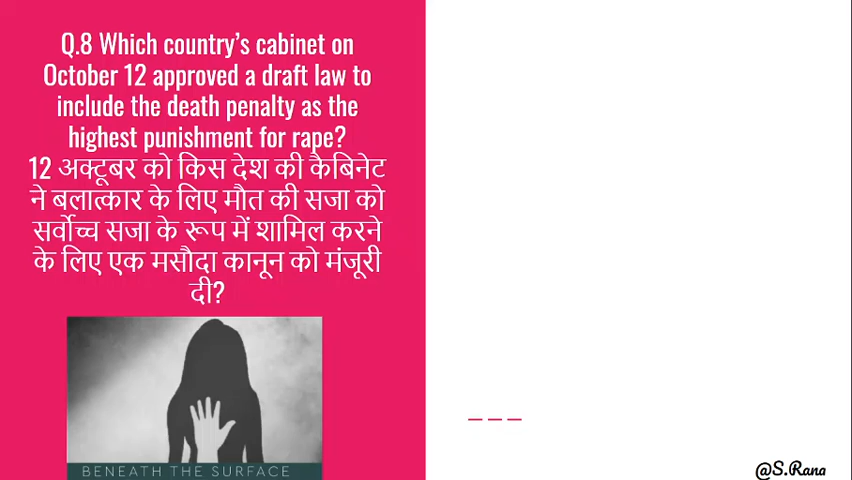 Q.8 Which country's cabinet on
October 12 approved a draft law to
include the death penalty as the
highest punishment for rape?
12 अक्टूबर को किस देश की कैबिनेट
ने बलात्कार के लिए मौत की सजा को
सर्वोच्च सजा के रूप में शामिल करने
के लिए एक मसौदा कानून को मंजूरी
दी?
BENEATH THE SURFACE
@S.Rana